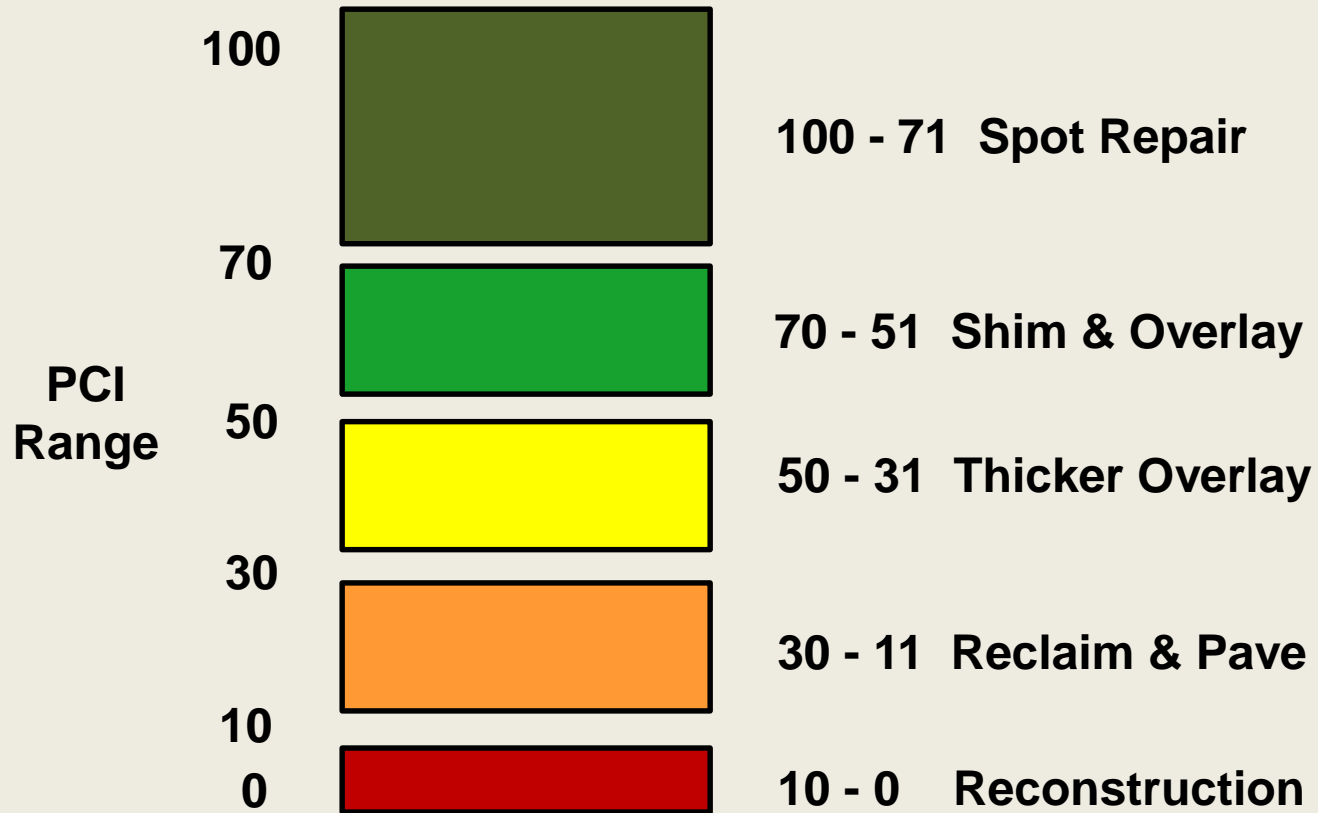 100
100 - 71 Spot Repair
70
70 - 51 Shim & Overlay
PCI
Range
50
50 - 31 Thicker Overlay
30
30 - 11 Reclaim & Pave
10
0
10 - 0 Reconstruction